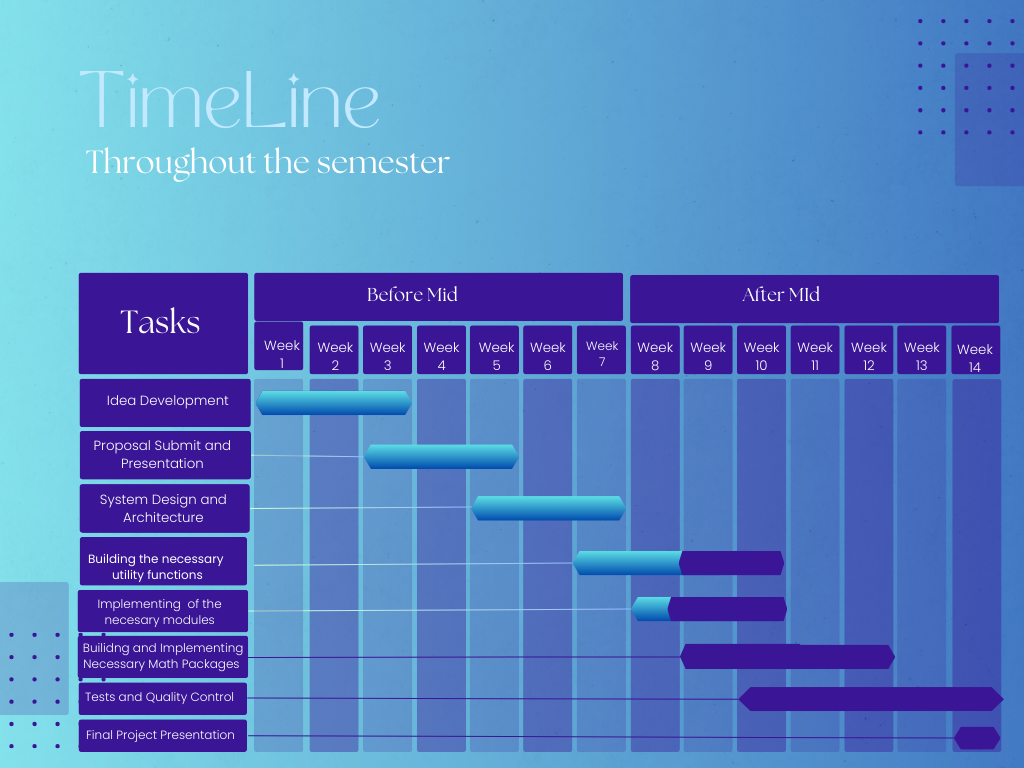 TimeLine
Throughout the semester
Tasks
Before Mid
After MId
Week
1
Week
2
Week
3
Week
4
Week
5
Week
6
Week
7
Week
8
Week
9
Week
10
Week
11
Week
12
Week
13
Week
14
Idea Development
Proposal Submit and
Presentation
System Design and
Architecture
Building the necessary
utility functions
Implementing of the
necesary modules
Builidng and Implementing
Necessary Math Packages
Tests and Quality Control
Final Project Presentation